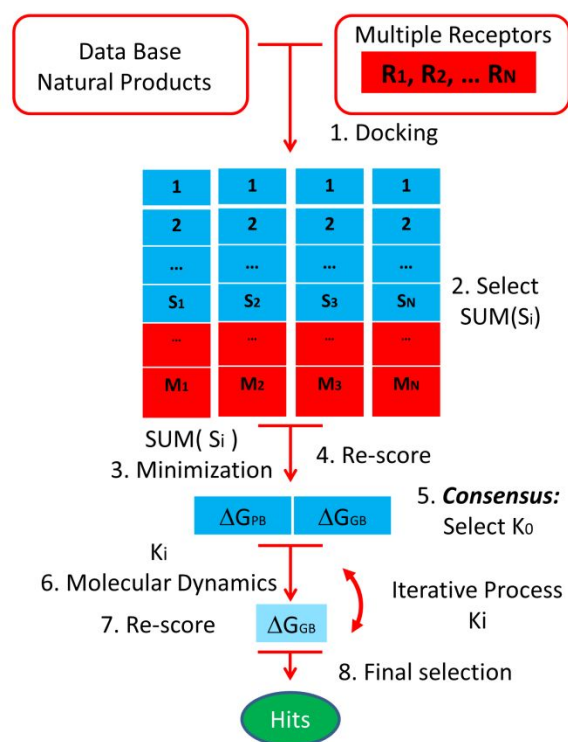 Data Base
Natural Products
Multiple Receptors
R1, R2, ... RN
1. Docking
1 1 1 1
2 2 2 2
... ... ... ...
S1 S2 S3 SN
2. Select
SUM(Si)
... ... ... ...
M1 M2 M3 MN
SUM( Si )
3. Minimization
4. Re-score
5. Consensus:
Select K0
ΔGPB ΔGGB
Ki
6. Molecular Dynamics
Iterative Process
Ki
7. Re-score
ΔGGB
8. Final selection
Hits